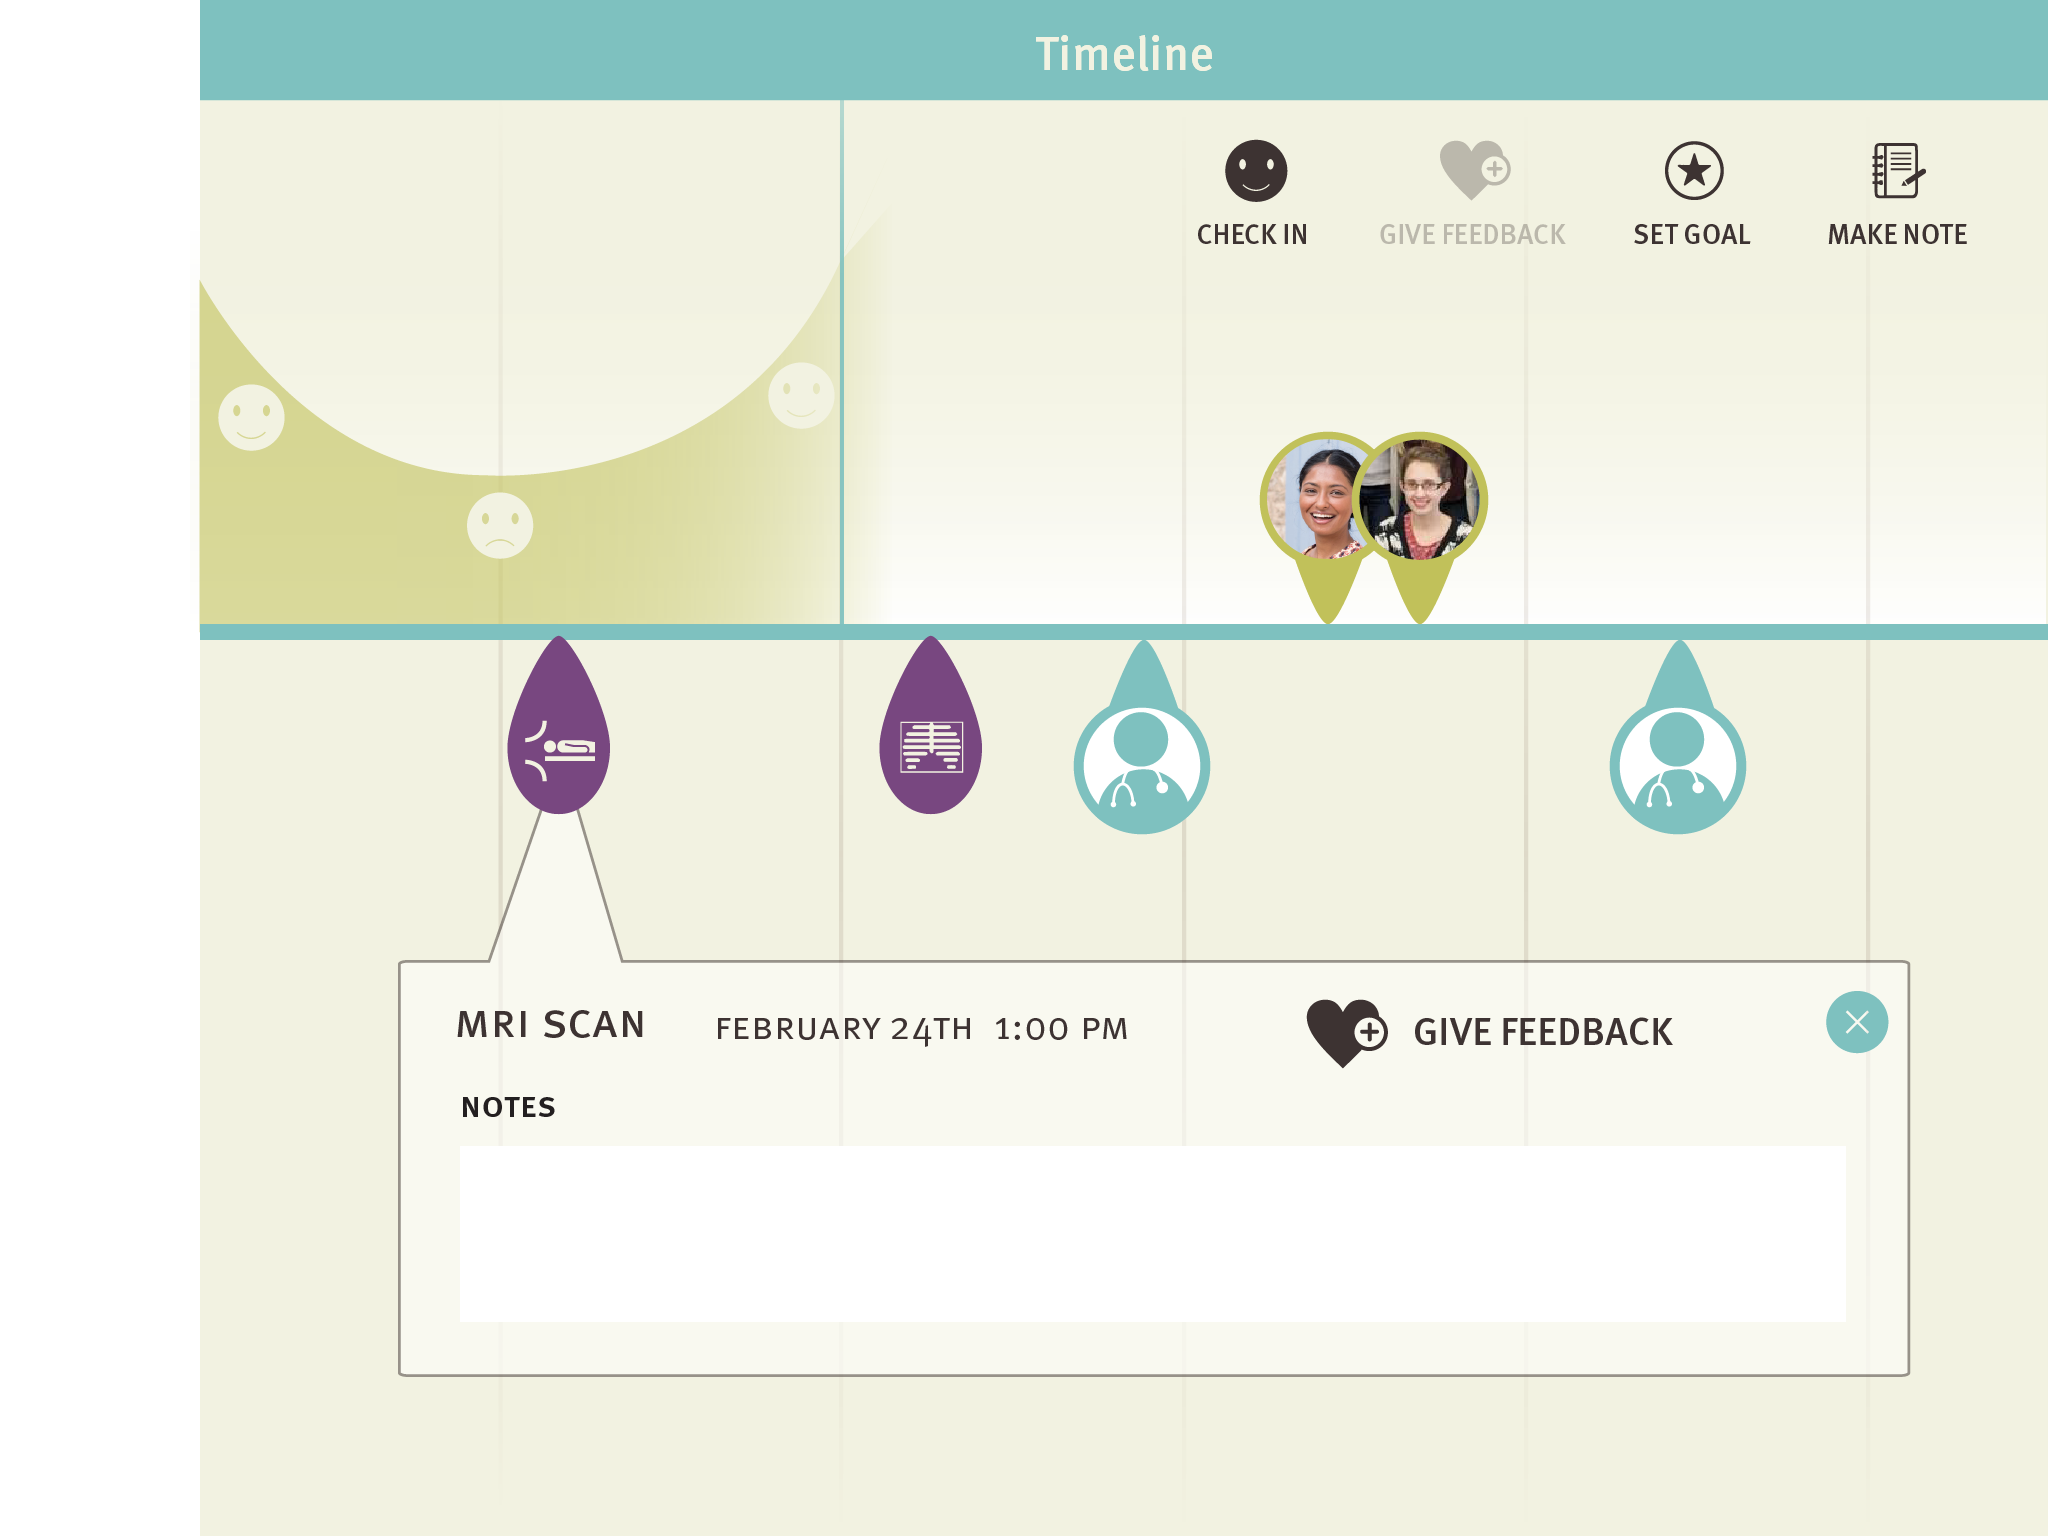 Timeline
CHECK IN
GIVE FEEDBACK
SET GOAL
MAKE NOTE
MRI SCAN
FEBRUARY 24TH 1:00 PM
GIVE FEEDBACK
NOTES